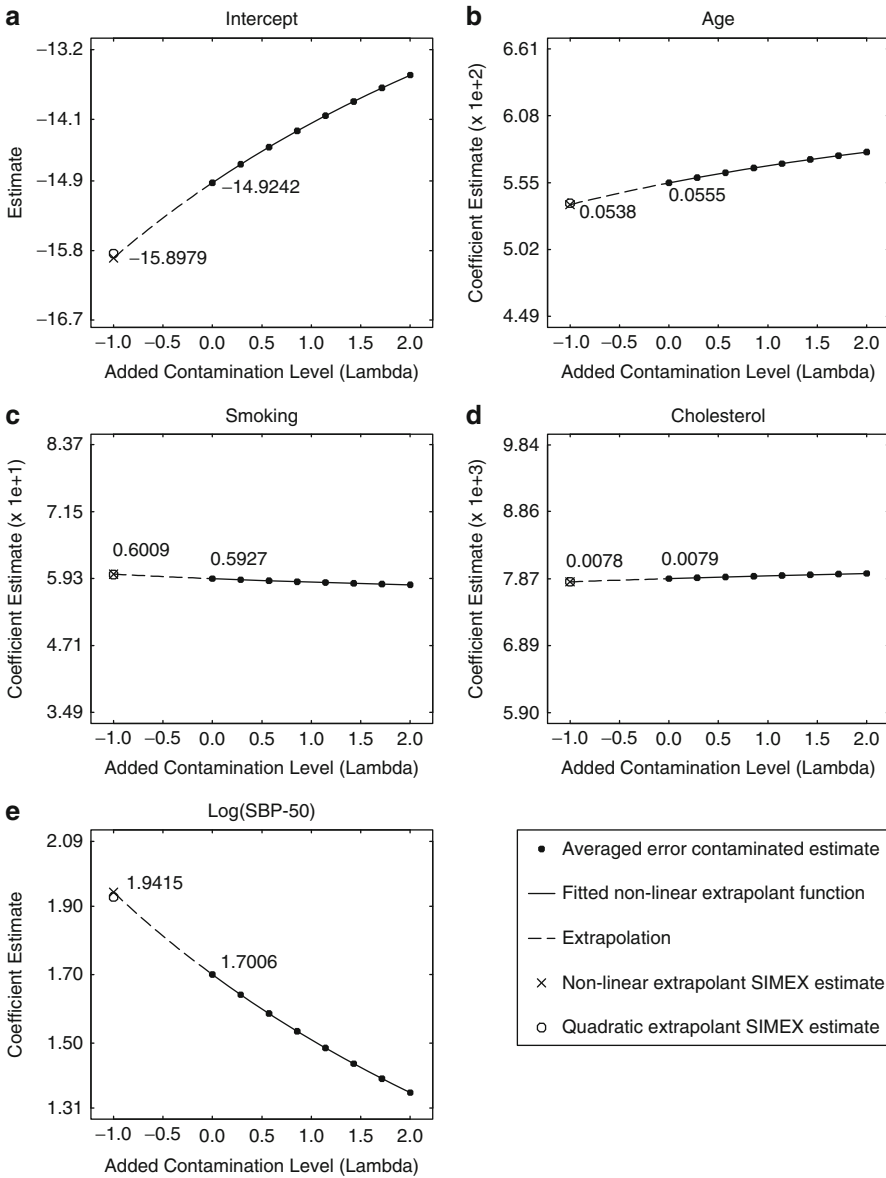 a
Intercept
Estimate
−13.2
−14.1
−14.9
−15.8
−16.7
−14.9242
−15.8979
−1.0 −0.5 0.0 0.5 1.0 1.5 2.0
Added Contamination Level (Lambda)
b
Age
Coefficient Estimate (x 1e+2)
6.61
6.08
5.55
5.02
4.49
0.0538
0.0555
−1.0 −0.5 0.0 0.5 1.0 1.5 2.0
Added Contamination Level (Lambda)
c
Smoking
Coefficient Estimate (x 1e+1)
8.37
7.15
5.93
4.71
3.49
0.6009
0.5927
−1.0 −0.5 0.0 0.5 1.0 1.5 2.0
Added Contamination Level (Lambda)
d
Cholesterol
Coefficient Estimate (x 1e+3)
9.84
8.86
7.87
6.89
5.90
0.0078
0.0079
−1.0 −0.5 0.0 0.5 1.0 1.5 2.0
Added Contamination Level (Lambda)
e
Log(SBP-50)
Coefficient Estimate
2.09
1.90
1.70
1.50
1.31
1.9415
1.7006
−1.0 −0.5 0.0 0.5 1.0 1.5 2.0
Added Contamination Level (Lambda)
Averaged error contaminated estimate
Fitted non-linear extrapolant function
Extrapolation
Non-linear extrapolant SIMEX estimate
Quadratic extrapolant SIMEX estimate